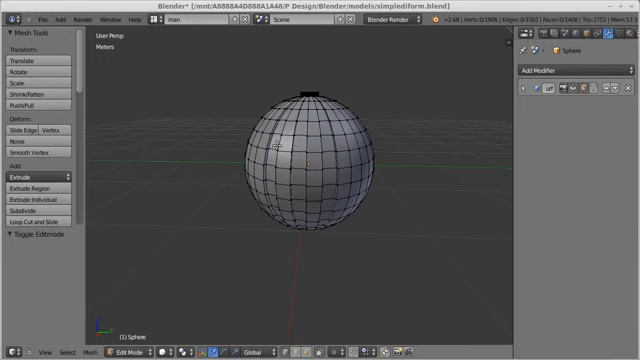 Blender* [/mnt/A8888A4D888A1A48/P Design/Blender/models/simplediform.blend]
File Add Render Window Help
man
Scene
Blender Render
v2.68 | Verts:0/1906 | Edges:0/3302 | Faces:0/1408 | Tris:2752
Mesh Tools
Transform:
Translate
Rotate
Scale
Shrink/Fatten
Push/Pull
Deform:
Slide Edge Vertex
Noise
Smooth Vertex
Add:
Extrude
Extrude Region
Extrude Individual
Subdivide
Loop Cut and Slide
Toggle Editmode
User Persp
Meters
(1) Sphere
View Select Mesh Edit Mode Global
Sphere
Add Modifier
urf